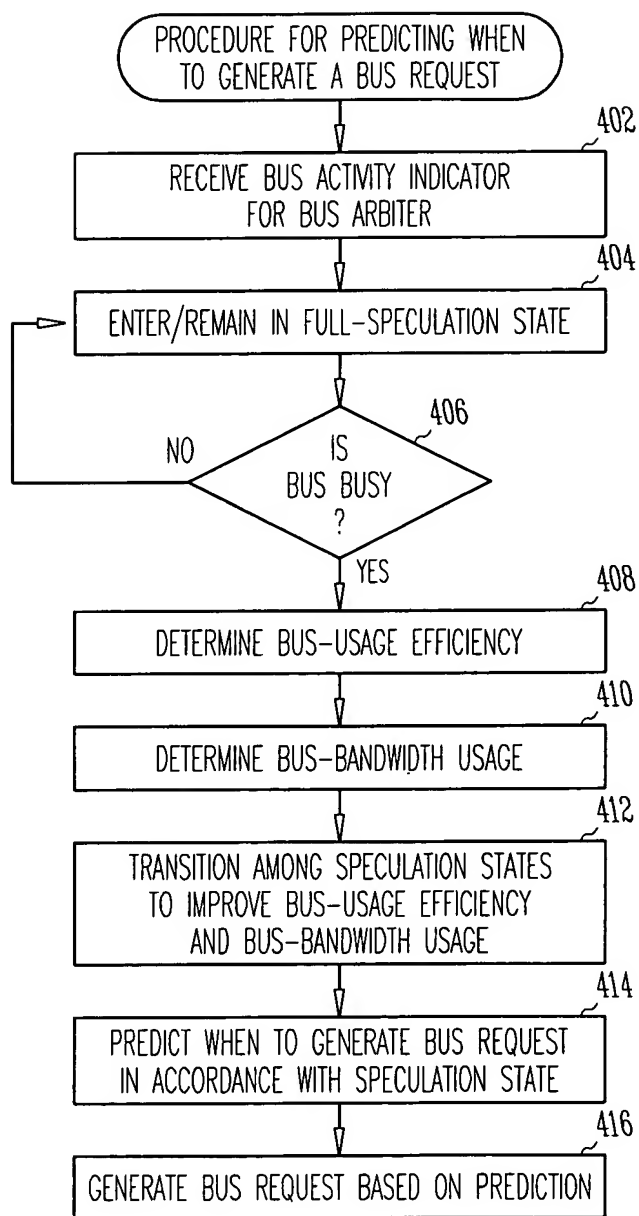 PROCEDURE FOR PREDICTING WHEN
TO GENERATE A BUS REQUEST
402
RECEIVE BUS ACTIVITY INDICATOR
FOR BUS ARBITER
404
ENTER/REMAIN IN FULL-SPECULATION STATE
406
NO
IS
BUS BUSY
?
YES
408
DETERMINE BUS-USAGE EFFICIENCY
410
DETERMINE BUS-BANDWIDTH USAGE
412
TRANSITION AMONG SPECULATION STATES
TO IMPROVE BUS-USAGE EFFICIENCY
AND BUS-BANDWIDTH USAGE
414
PREDICT WHEN TO GENERATE BUS REQUEST
IN ACCORDANCE WITH SPECULATION STATE
416
GENERATE BUS REQUEST BASED ON PREDICTION